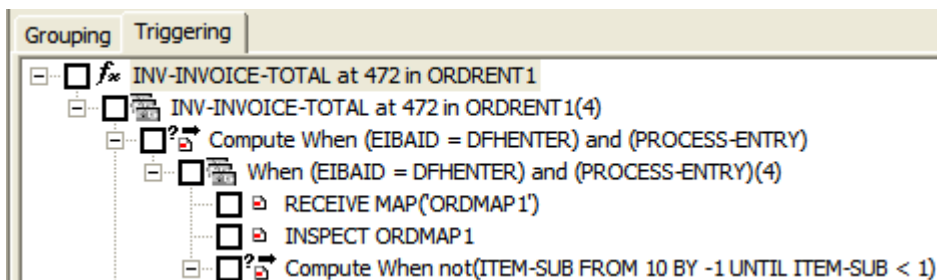 Grouping Triggering
fx INV-INVOICE-TOTAL at 472 in ORDRENT1
INV-INVOICE-TOTAL at 472 in ORDRENT1(4)
? Compute When (EIBAID = DFHENTER) and (PROCESS-ENTRY)
When (EIBAID = DFHENTER) and (PROCESS-ENTRY)(4)
RECEIVE MAP('ORDMAP1')
INSPECT ORDMAP1
? Compute When not(ITEM-SUB FROM 10 BY -1 UNTIL ITEM-SUB < 1)